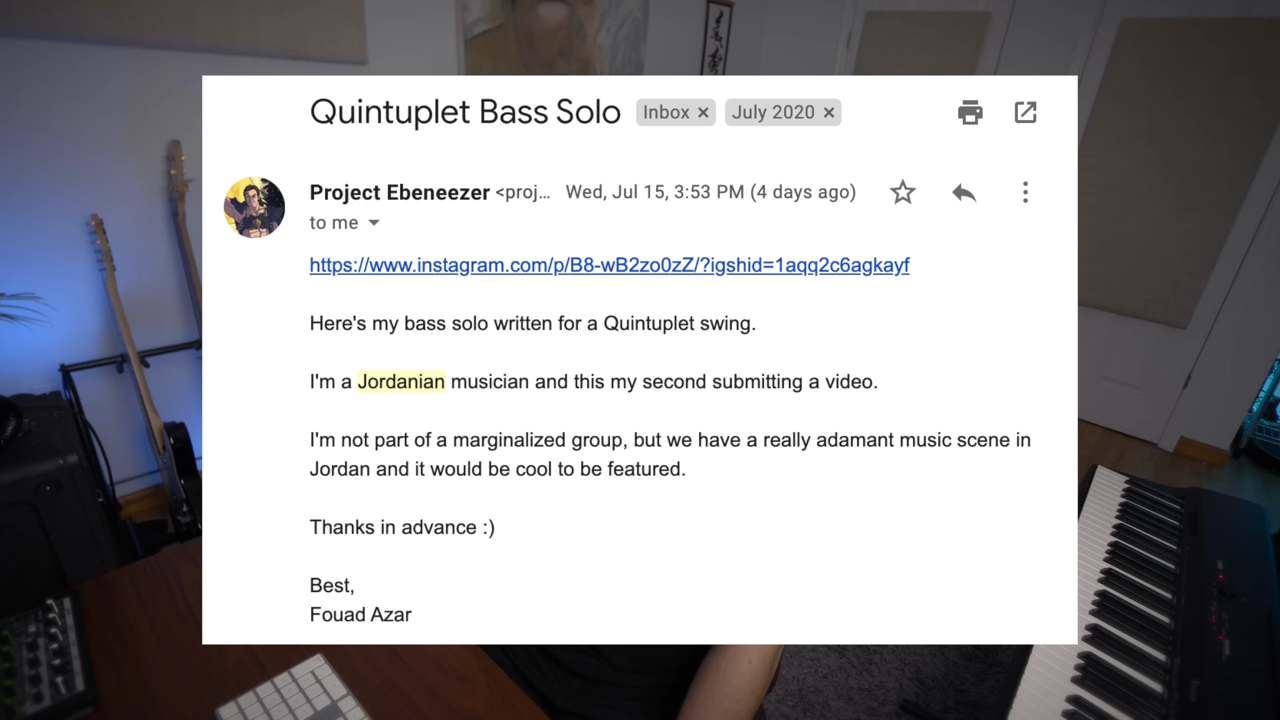 Quintuplet Bass Solo Inbox × July 2020 ×
Project Ebeneezer <proj... Wed, Jul 15, 3:53 PM (4 days ago)
to me
https://www.instagram.com/p/B8-wB2zo0zZ/?igshid=1aqq2c6agkayf
Here's my bass solo written for a Quintuplet swing.
I'm a Jordanian musician and this my second submitting a video.
I'm not part of a marginalized group, but we have a really adamant music scene in
Jordan and it would be cool to be featured.
Thanks in advance :)
Best,
Fouad Azar